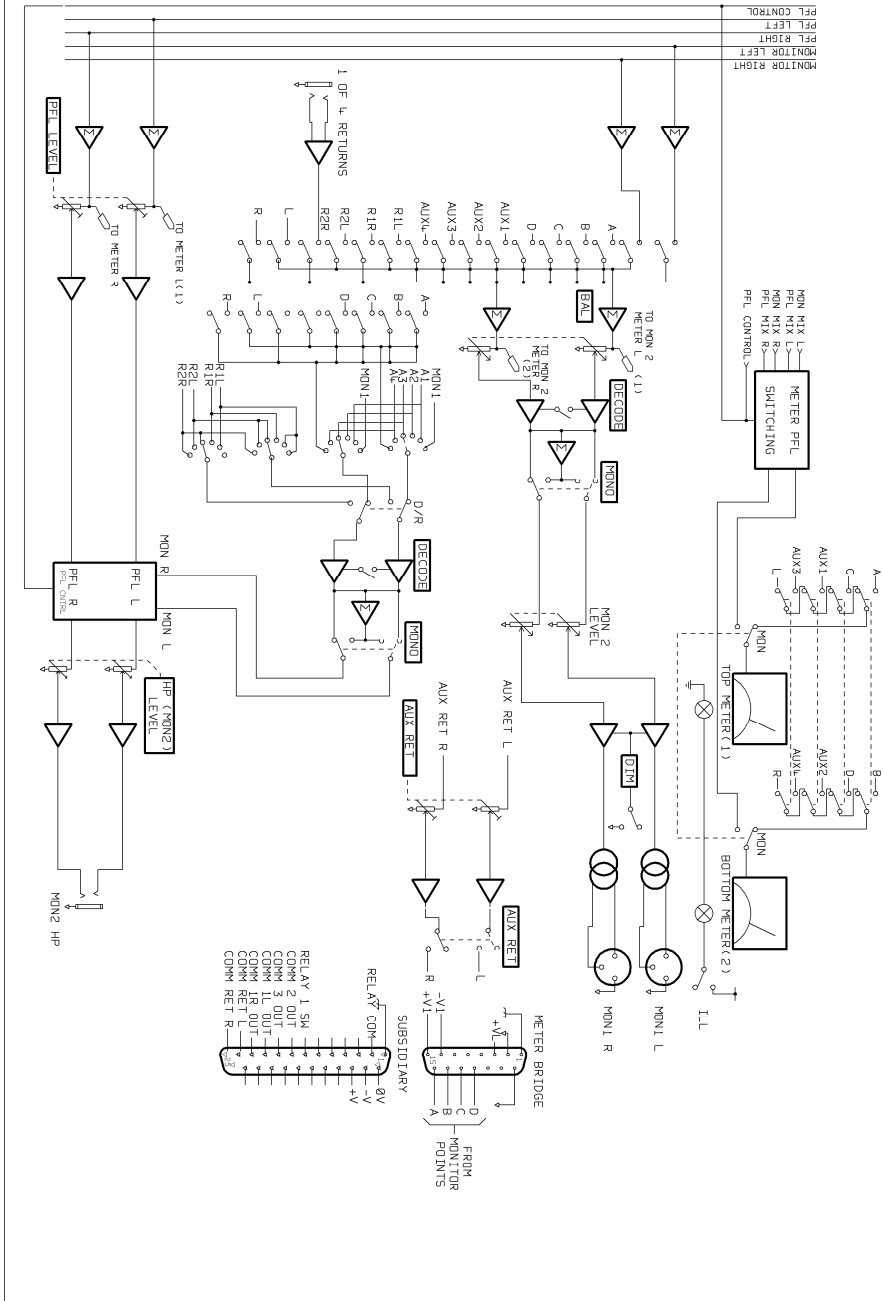 PFL CONTROL
PFL LEFT
PFL RIGHT
MONITOR LEFT
MONITOR RIGHT
PFL LEVEL
TO METER R
TO METER L(1)
1 OF 4 RETURNS
R
L
R2R
R2L
R1R
R1L
AUX4
AUX3
AUX2
AUX1
D
C
B
A
BAL
Σ
Σ
Σ
Σ
Σ
Σ
TO MON 2
METER L (1)
TO MON 2
METER R
(2)
DECODE
Σ
MONO
MON 2
LEVEL
MON MIX L>
PFL MIX L>
MON MIX R>
PFL MIX R>
PFL CONTROL>
METER PFL
SWITCHING
A
C
AUX1
AUX3
L
MON
TOP METER(1)
B
D
AUX2
AUX4
R
MON
BOTTOM METER(2)
I.L
A
B
C
D
L
R
R1L
R1R
R2L
R2R
MON1
A1
A2
A3
A4
MON1
D/R
DECODE
Σ
MONO
MON R
MON L
PFL L
PFL R
PFL CNTRL
HP (MON2)
LEVEL
MON2 HP
AUX RET L
AUX RET R
AUX RET
AUX RET
L
R
DIM
MON1 L
MON1 R
METER BRIDGE
1
+VL
-V1
+V1
15
D
C
B
A
FROM
MONITOR
POINTS
SUBSIDIARY
RELAY COM
RELAY 1 SW
COMM 2 OUT
COMM 3 OUT
COMM 1L OUT
COMM 1R OUT
COMM RET L
COMM RET R
1
25
0V
-V
+V